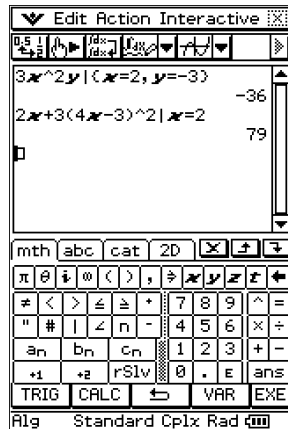 Edit Action Interactive
3x^2y|{x=2,y=-3}
-36
2x+3(4x-3)^2|x=2
79
mth abc cat 2D
π θ i ∞ ( ) , ⇒ x y z t ←
≠ < > ≤ ≥ 7 8 9 ^ =
" # | ∠ 4 5 6 × ÷
an bn cn 1 2 3 + -
+1 +2 rSlv 0 . E ans
TRIG CALC VAR EXE
Alg Standard Cplx Rad